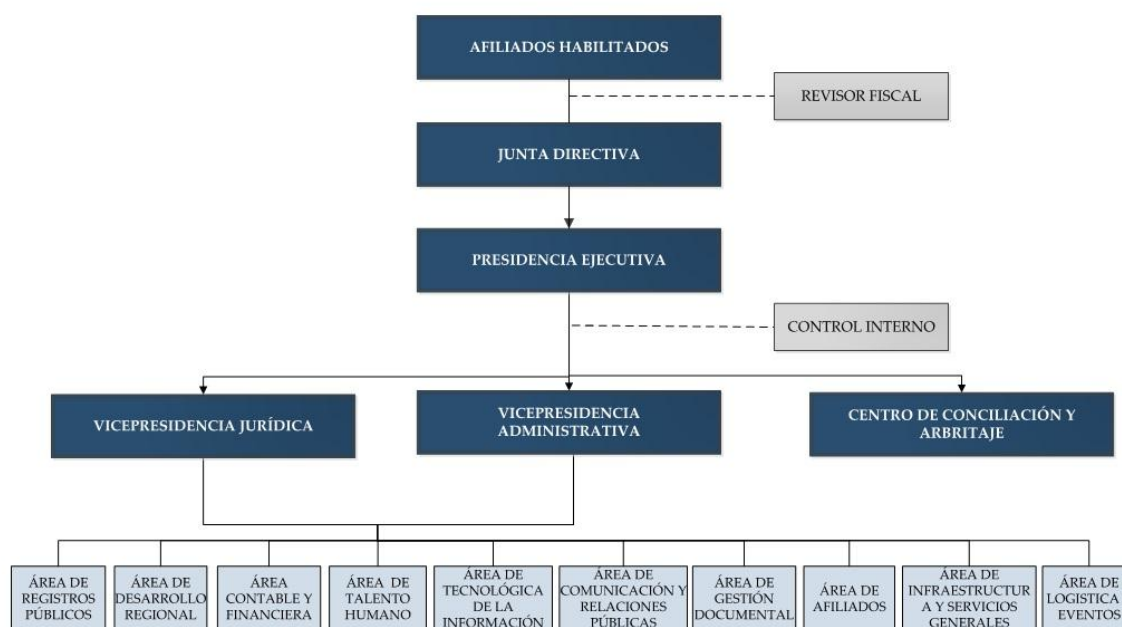 AFILIADOS HABILITADOS
REVISOR FISCAL
JUNTA DIRECTIVA
PRESIDENCIA EJECUTIVA
CONTROL INTERNO
VICEPRESIDENCIA JURÍDICA
VICEPRESIDENCIA
ADMINISTRATIVA
CENTRO DE CONCILIACIÓN Y
ARBRITAJE
ÁREA DE
REGISTROS
PÚBLICOS
ÁREA DE
DESARROLLO
REGIONAL
ÁREA
CONTABLE Y
FINANCIERA
ÁREA DE
TALENTO
HUMANO
ÁREA DE
TECNOLÓGICA
DE LA
INFORMACIÓN
ÁREA DE
COMUNICACIÓN Y
RELACIONES
PÚBLICAS
ÁREA DE
GESTIÓN
DOCUMENTAL
ÁREA DE
AFILIADOS
ÁREA DE
INFRAESTRUCTUR
A Y SERVICIOS
GENERALES
ÁREA DE
LOGISTICA Y
EVENTOS